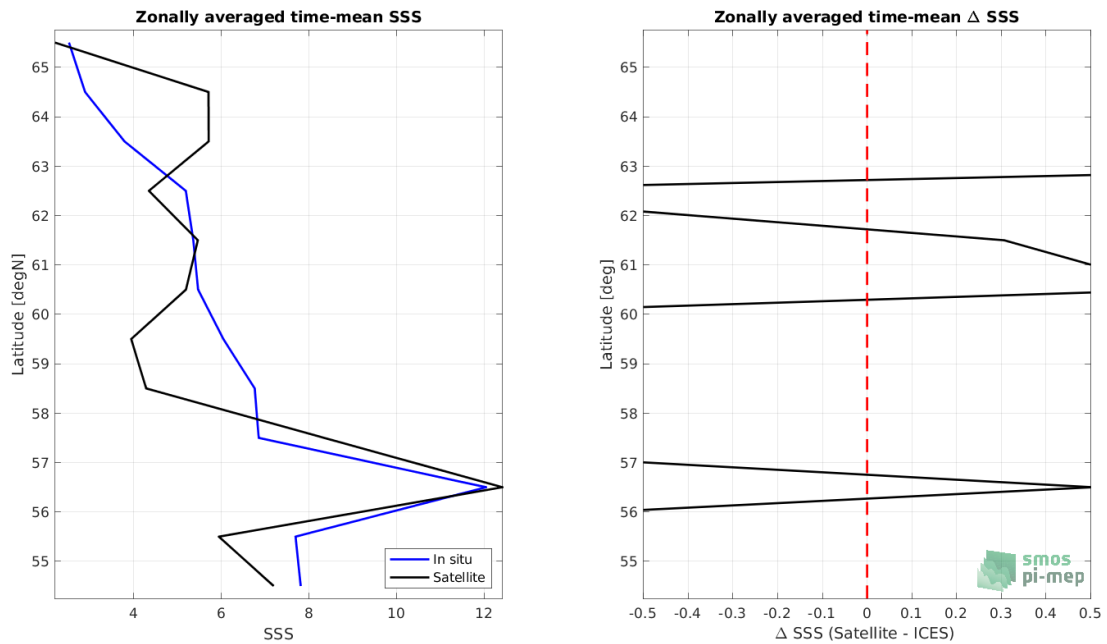 Zonally averaged time-mean SSS
65
64
63
62
61
60
59
58
57
56
55
Latitude [degN]
4 6 8 10 12
SSS
In situ
Satellite
Zonally averaged time-mean Δ SSS
65
64
63
62
61
60
59
58
57
56
55
Latitude [deg]
-0.5 -0.4 -0.3 -0.2 -0.1 0 0.1 0.2 0.3 0.4 0.5
Δ SSS (Satellite - ICES)
smos
pi-mep